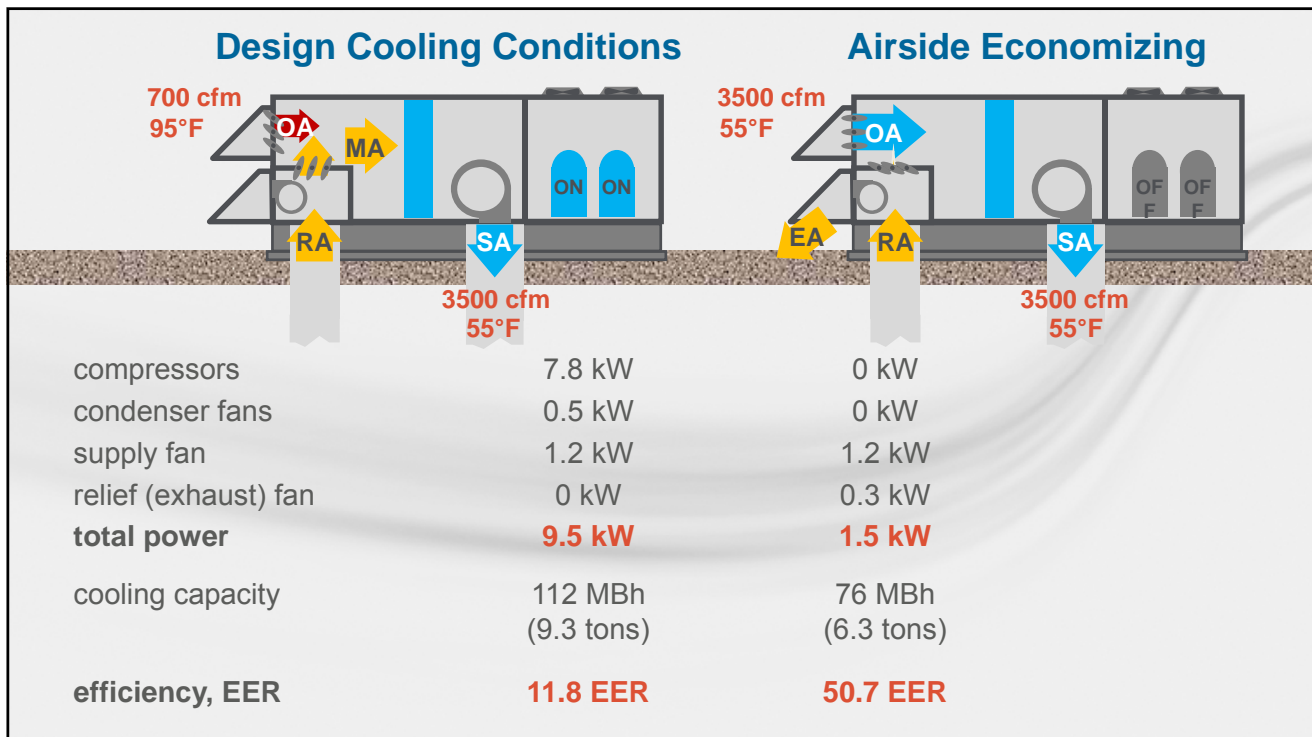 Design Cooling Conditions
Airside Economizing
700 cfm
95°F
OA
MA
ON ON
RA
SA
3500 cfm
55°F
3500 cfm
55°F
OA
OF
F
OF
F
EA
RA
SA
3500 cfm
55°F
compressors 7.8 kW 0 kW
condenser fans 0.5 kW 0 kW
supply fan 1.2 kW 1.2 kW
relief (exhaust) fan 0 kW 0.3 kW
total power 9.5 kW 1.5 kW
cooling capacity 112 MBh 76 MBh
(9.3 tons) (6.3 tons)
efficiency, EER 11.8 EER 50.7 EER